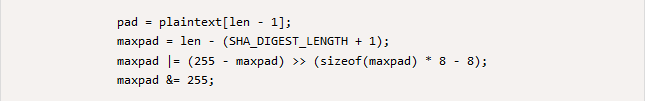 pad = plaintext[len - 1];
maxpad = len - (SHA_DIGEST_LENGTH + 1);
maxpad |= (255 - maxpad) >> (sizeof(maxpad) * 8 - 8);
maxpad &= 255;